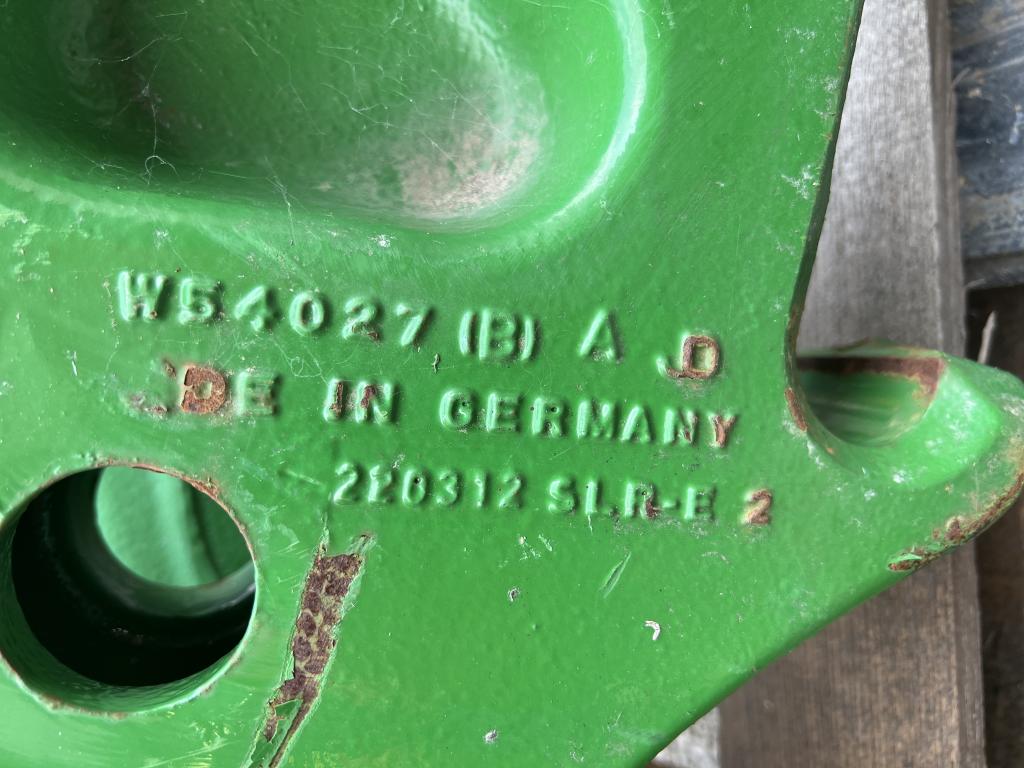 W54027 (B) A JD
DE IN GERMANY
220312 SLR-E 2